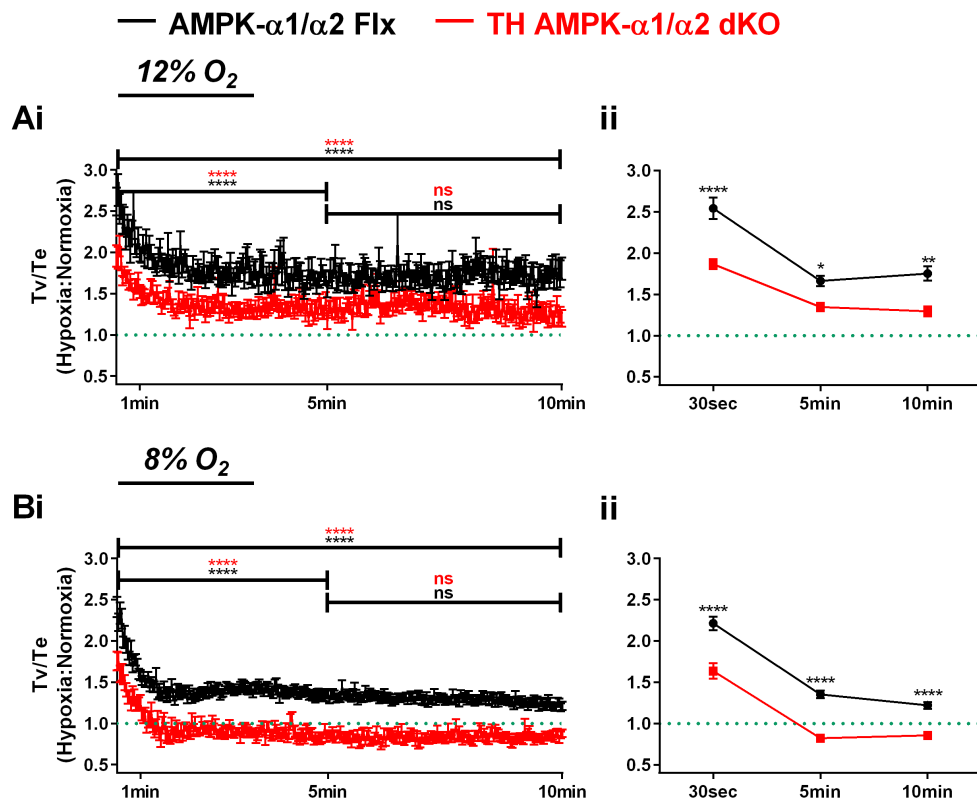 AMPK-α1/α2 Flx TH AMPK-α1/α2 dKO
12% O2
Ai
ii
****
****
****
****
ns
ns
3.0
2.5
2.0
1.5
1.0
0.5
Tv/Te
(Hypoxia:Normoxia)
1min 5min 10min
****
*
**
3.0
2.5
2.0
1.5
1.0
0.5
30sec 5min 10min
8% O2
Bi
ii
****
****
****
****
ns
ns
3.0
2.5
2.0
1.5
1.0
0.5
Tv/Te
(Hypoxia:Normoxia)
1min 5min 10min
****
****
****
3.0
2.5
2.0
1.5
1.0
0.5
30sec 5min 10min